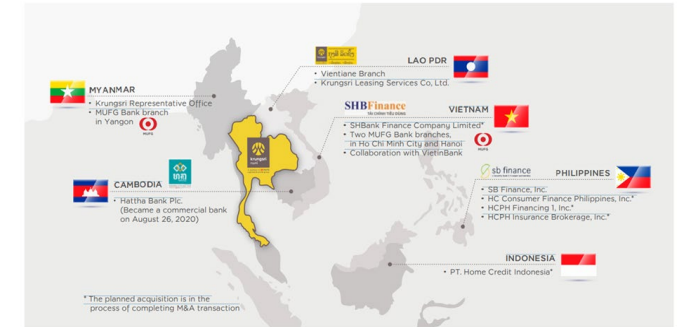 LAO PDR
• Vientiane Branch
• Krungsri Leasing Services Co, Ltd.
MYANMAR
• Krungsri Representative Office
• MUFG Bank branch
in Yangon
MUFG
SHBFinance
TÀI CHÍNH TIÊU DÙNG
VIETNAM
• SHBank Finance Company Limited*
• Two MUFG Bank branches,
in Ho Chi Minh City and Hanoi
• Collaboration with VietinBank
MUFG
krungsri
CAMBODIA
• Hattha Bank Plc.
(Became a commercial bank
on August 26, 2020)
sb finance
PHILIPPINES
• SB Finance, Inc.
• HC Consumer Finance Philippines, Inc.*
• HCPH Financing 1, Inc.*
• HCPH Insurance Brokerage, Inc.*
INDONESIA
• PT. Home Credit Indonesia*
* The planned acquisition is in the
process of completing M&A transaction